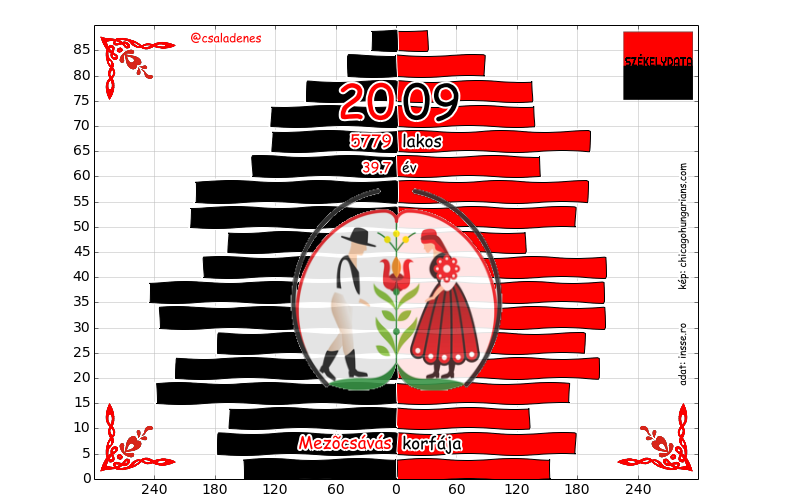 @csaladenes
SZÉKELYDATA
2009
5779 lakos
39.7 év
kép: chicagohungarians.com
adat: insse.ro
Mezőcsávás korfája
85
80
75
70
65
60
55
50
45
40
35
30
25
20
15
10
5
0
240 180 120 60 0 60 120 180 240